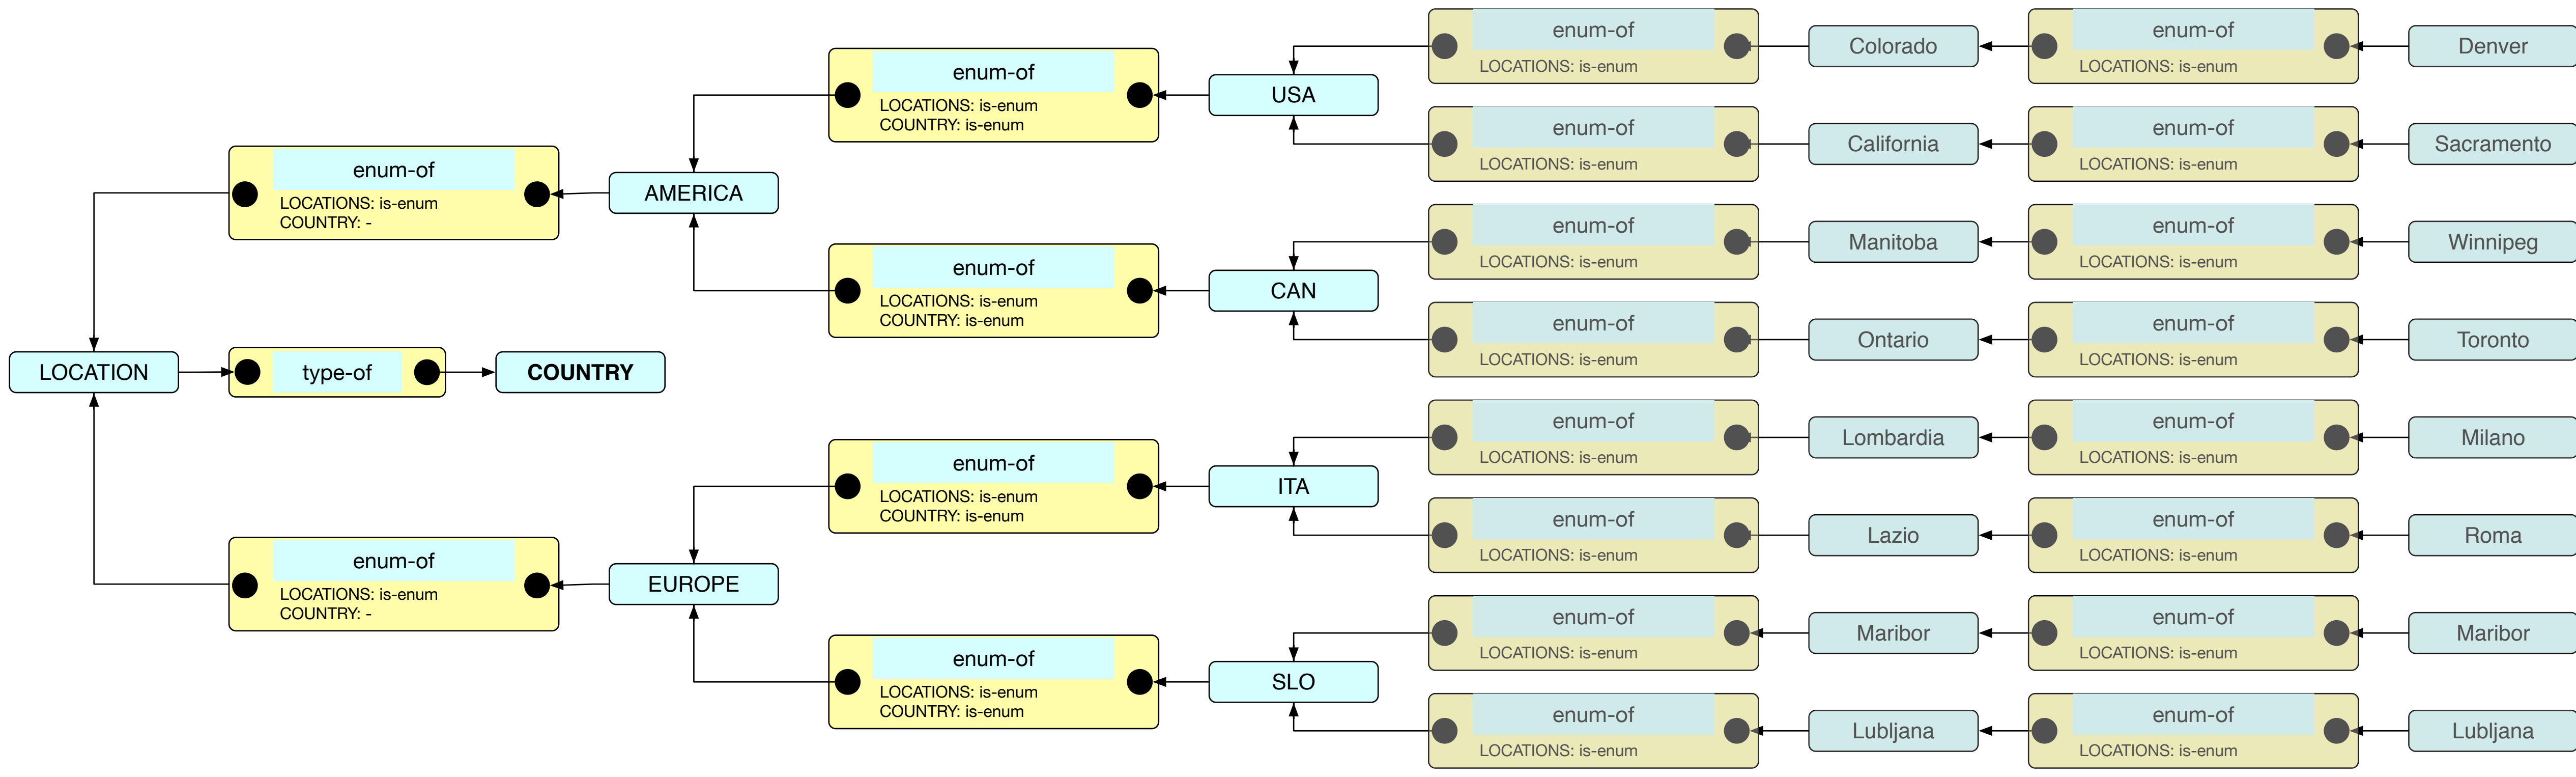 enum-of
LOCATIONS: is-enum
Colorado
enum-of
LOCATIONS: is-enum
Denver
enum-of
LOCATIONS: is-enum
COUNTRY: is-enum
USA
enum-of
LOCATIONS: is-enum
California
enum-of
LOCATIONS: is-enum
Sacramento
enum-of
LOCATIONS: is-enum
COUNTRY: -
AMERICA
enum-of
LOCATIONS: is-enum
Manitoba
enum-of
LOCATIONS: is-enum
Winnipeg
enum-of
LOCATIONS: is-enum
COUNTRY: is-enum
CAN
enum-of
LOCATIONS: is-enum
Ontario
enum-of
LOCATIONS: is-enum
Toronto
LOCATION
type-of
COUNTRY
enum-of
LOCATIONS: is-enum
Lombardia
enum-of
LOCATIONS: is-enum
Milano
enum-of
LOCATIONS: is-enum
COUNTRY: is-enum
ITA
enum-of
LOCATIONS: is-enum
Lazio
enum-of
LOCATIONS: is-enum
Roma
enum-of
LOCATIONS: is-enum
COUNTRY: -
EUROPE
enum-of
LOCATIONS: is-enum
Maribor
enum-of
LOCATIONS: is-enum
Maribor
enum-of
LOCATIONS: is-enum
COUNTRY: is-enum
SLO
enum-of
LOCATIONS: is-enum
Lubljana
enum-of
LOCATIONS: is-enum
Lubljana